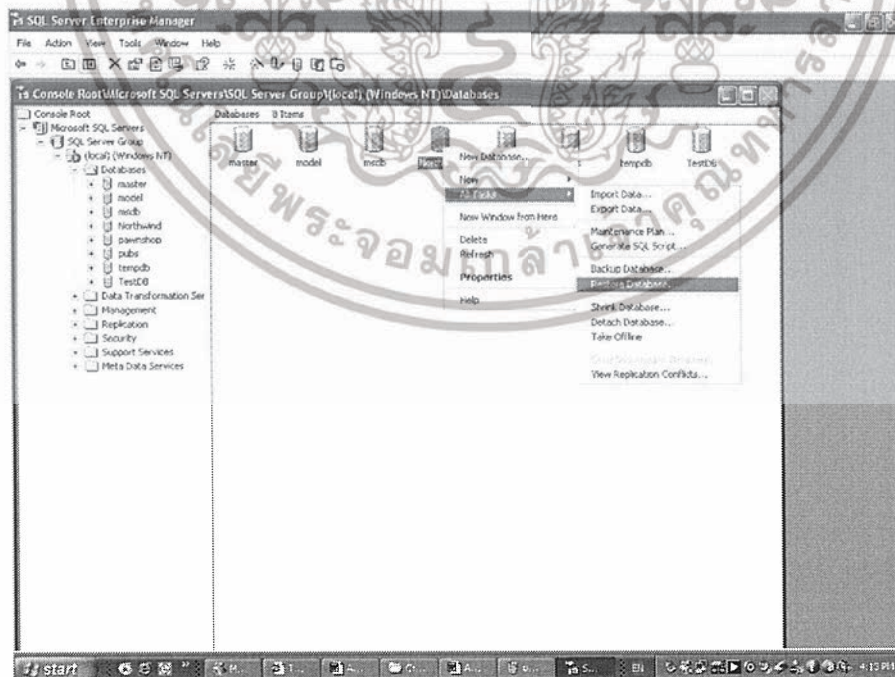 SQL Server Enterprise Manager
File Action View Tools Window Help
Console Root\Microsoft SQL Servers\SQL Server Group\(local) (Windows NT)\Databases
Console Root
Microsoft SQL Servers
SQL Server Group
(local) (Windows NT)
Databases
master
model
msdb
Northwind
pawnshop
pubs
tempdb
TestDB
Data Transformation Ser
Management
Replication
Security
Support Services
Meta Data Services
Databases 8 Items
master
model
msdb
tempdb
TestDB
New Database...
New
All Tasks
New Window from Here
Delete
Refresh
Properties
Help
Import Data...
Export Data...
Maintenance Plan...
Generate SQL Script...
Backup Database...
Restore Database...
Shrink Database...
Detach Database...
Take Offline
View Replication Conflicts...
start
EN
4:13 PM